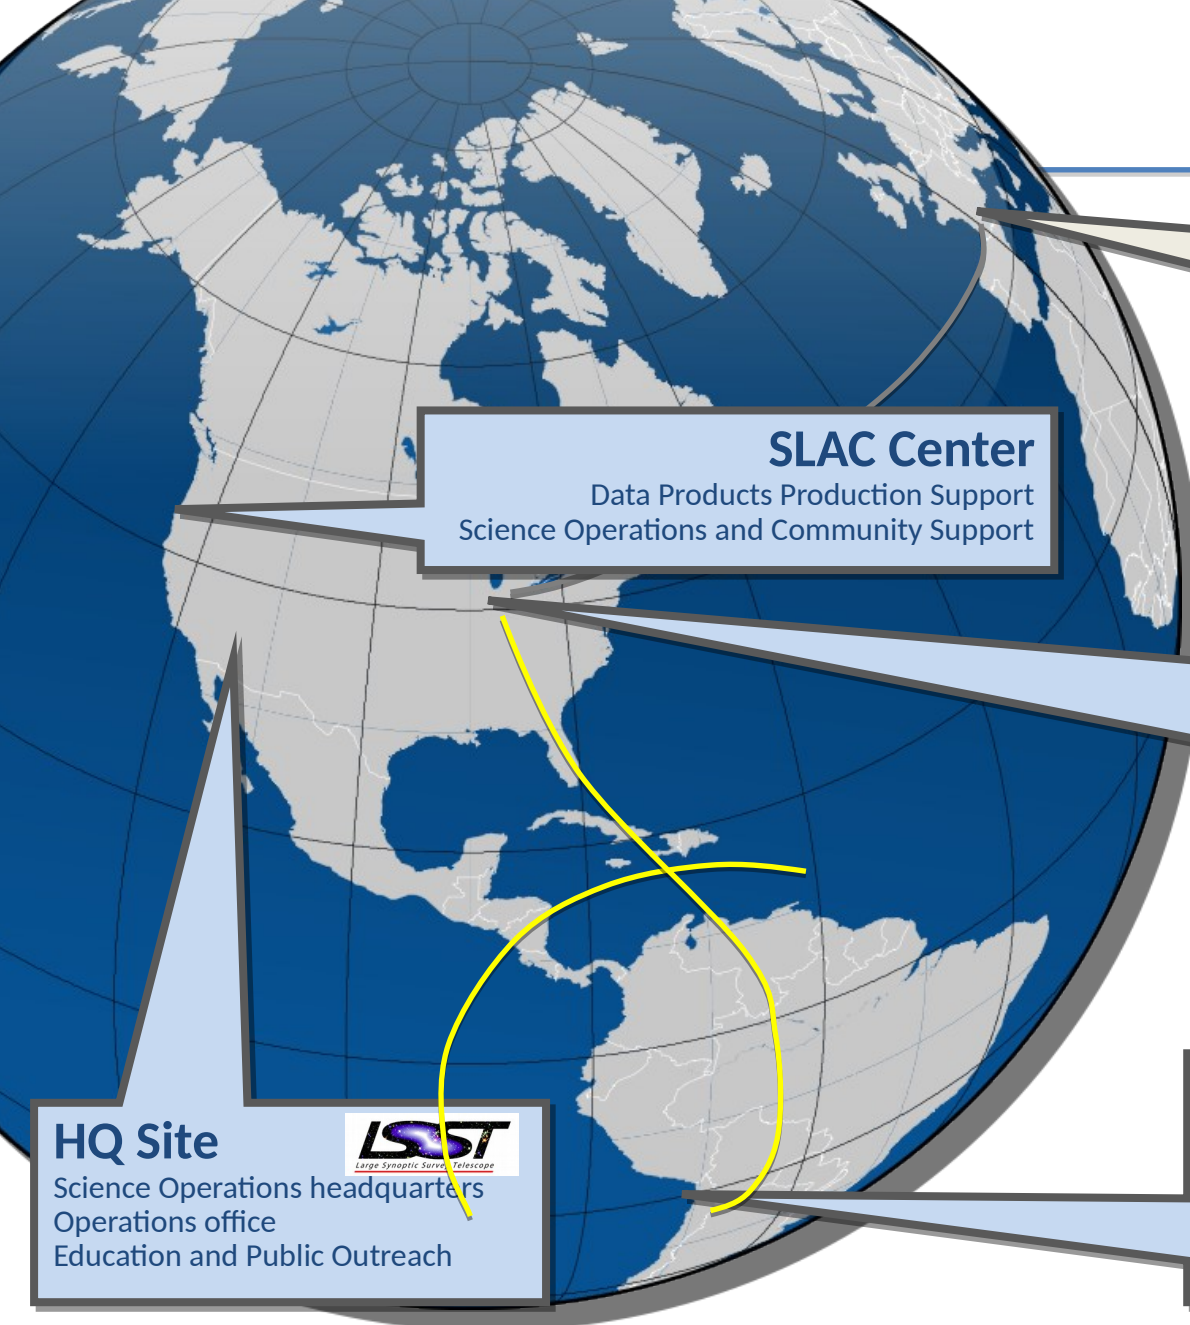 SLAC Center
Data Products Production Support
Science Operations and Community Support
HQ Site
LSST
Large Synoptic Survey Telescope
Science Operations headquarters
Operations office
Education and Public Outreach